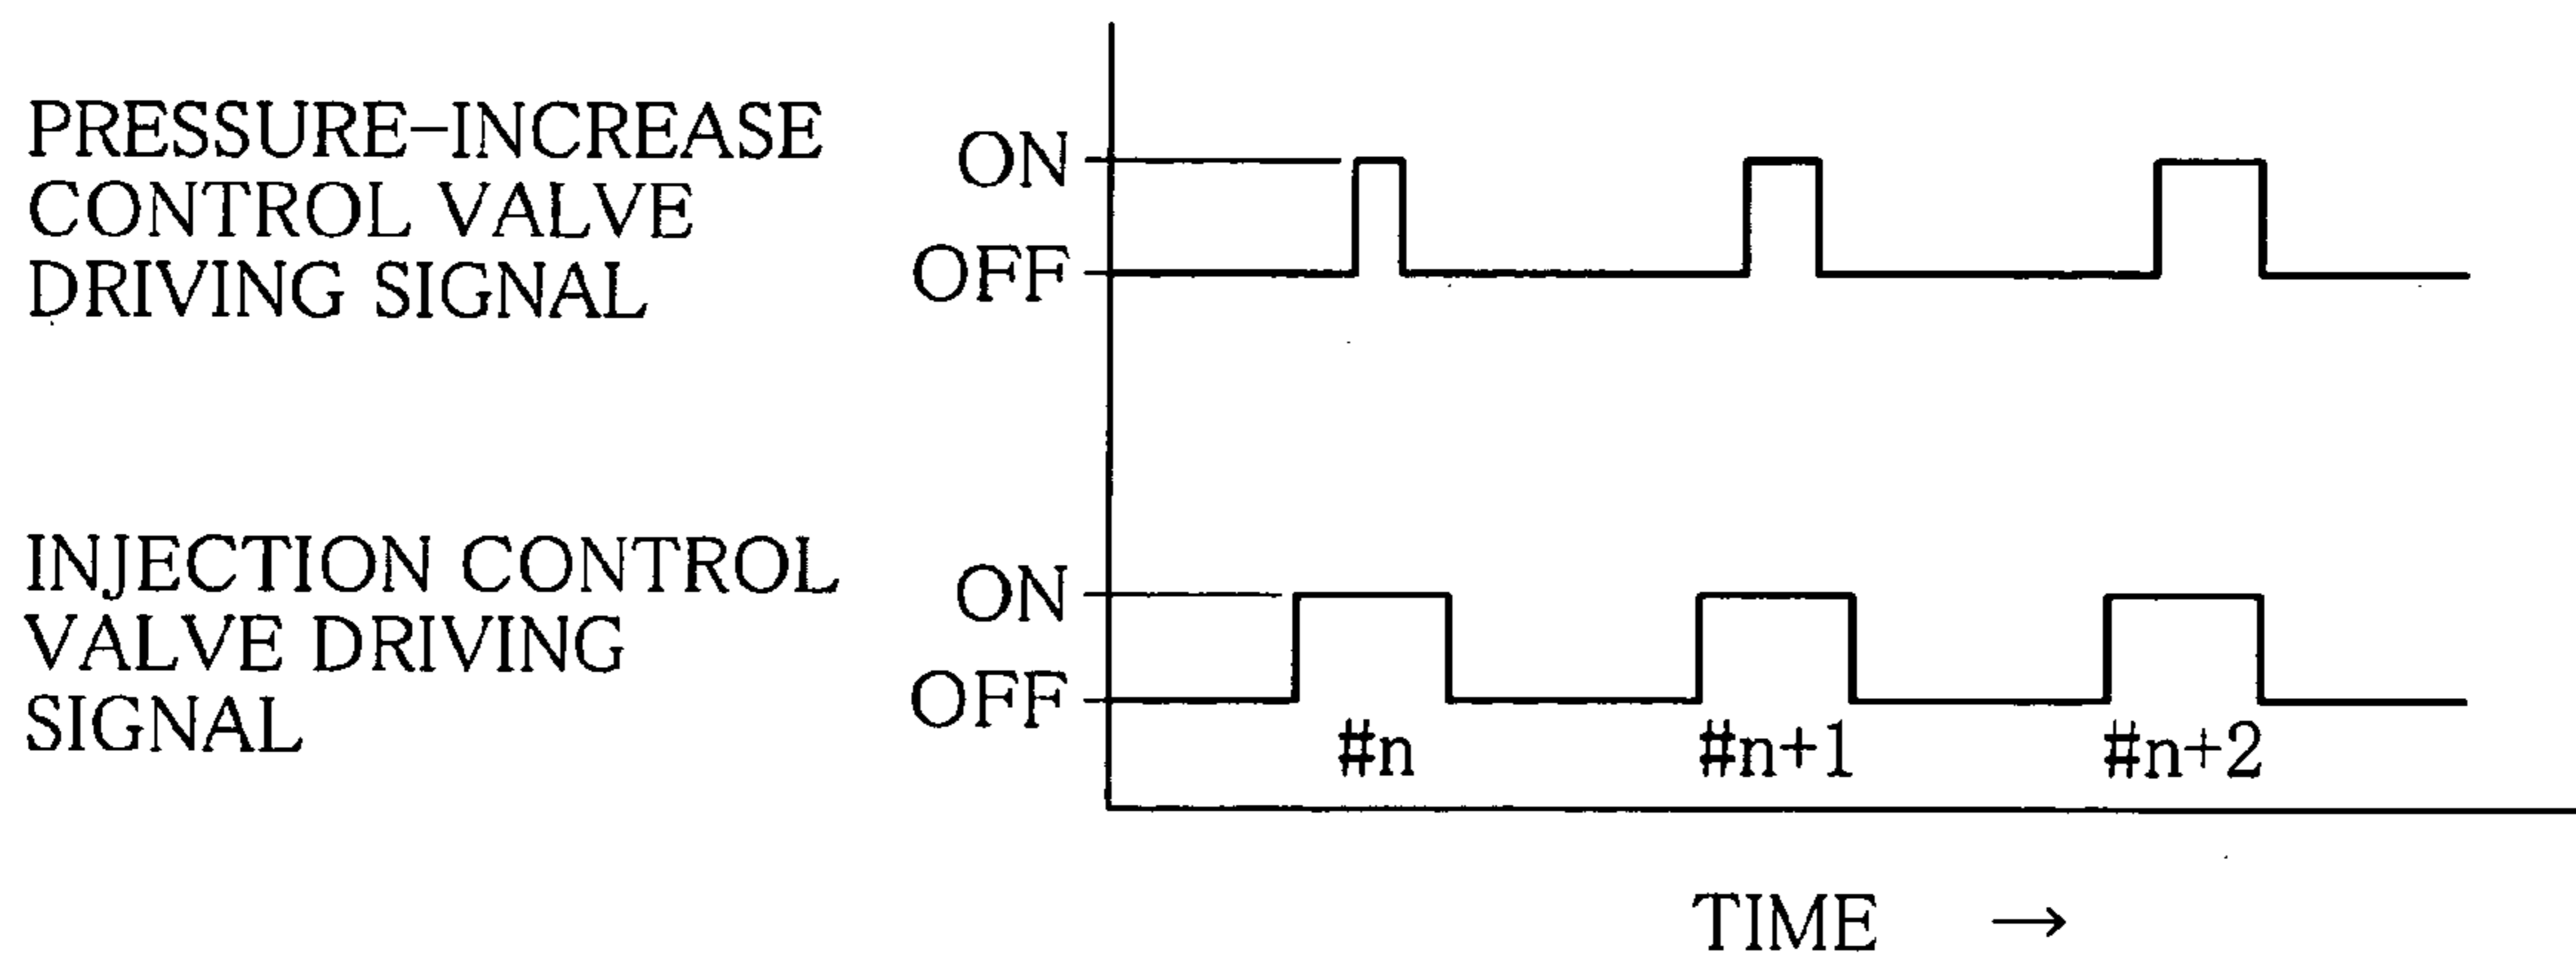 PRESSURE-INCREASE
CONTROL VALVE
DRIVING SIGNAL
ON
OFF
INJECTION CONTROL
VALVE DRIVING
SIGNAL
ON
OFF
#n
#n+1
#n+2
TIME →